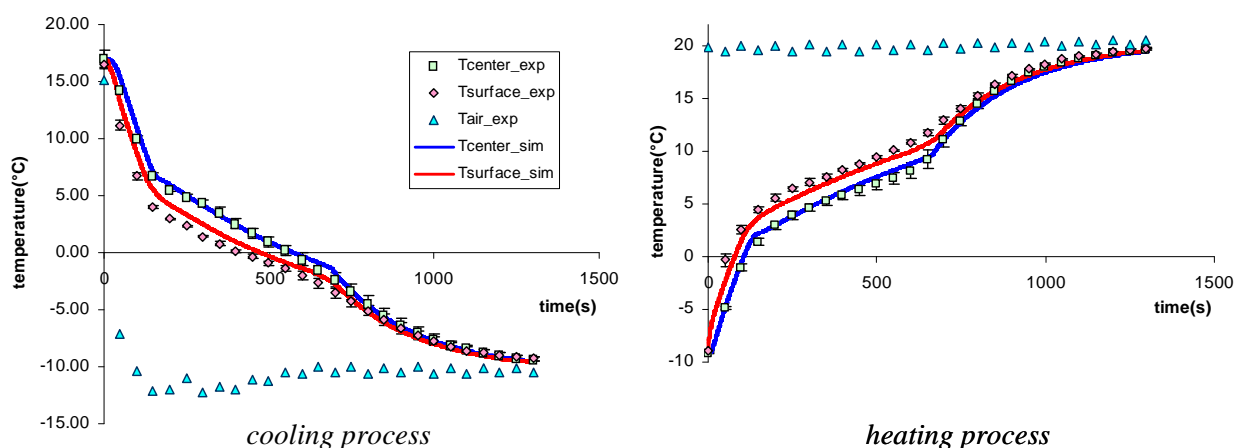 20.00
15.00
10.00
5.00
0.00
-5.00
-10.00
-15.00
temperature(°C)
0
500
1000
1500
time(s)
Tcenter_exp
Tsurface_exp
Tair_exp
Tcenter_sim
Tsurface_sim
cooling process
20
15
10
5
0
-5
-10
temperature(°C)
0
500
1000
1500
time(s)
heating process